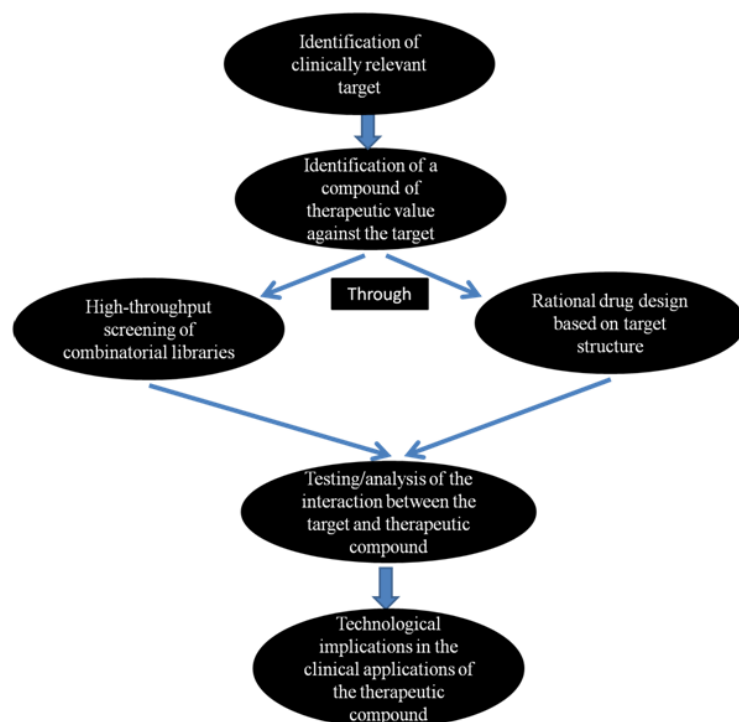 Identification of
clinically relevant
target
Identification of a
compound of
therapeutic value
against the target
Through
High-throughput
screening of
combinatorial libraries
Rational drug design
based on target
structure
Testing/analysis of the
interaction between the
target and therapeutic
compound
Technological
implications in the
clinical applications of
the therapeutic
compound